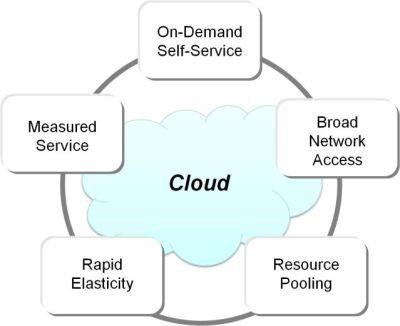 On-Demand
Self-Service
Measured
Service
Broad
Network
Access
Cloud
Rapid
Elasticity
Resource
Pooling